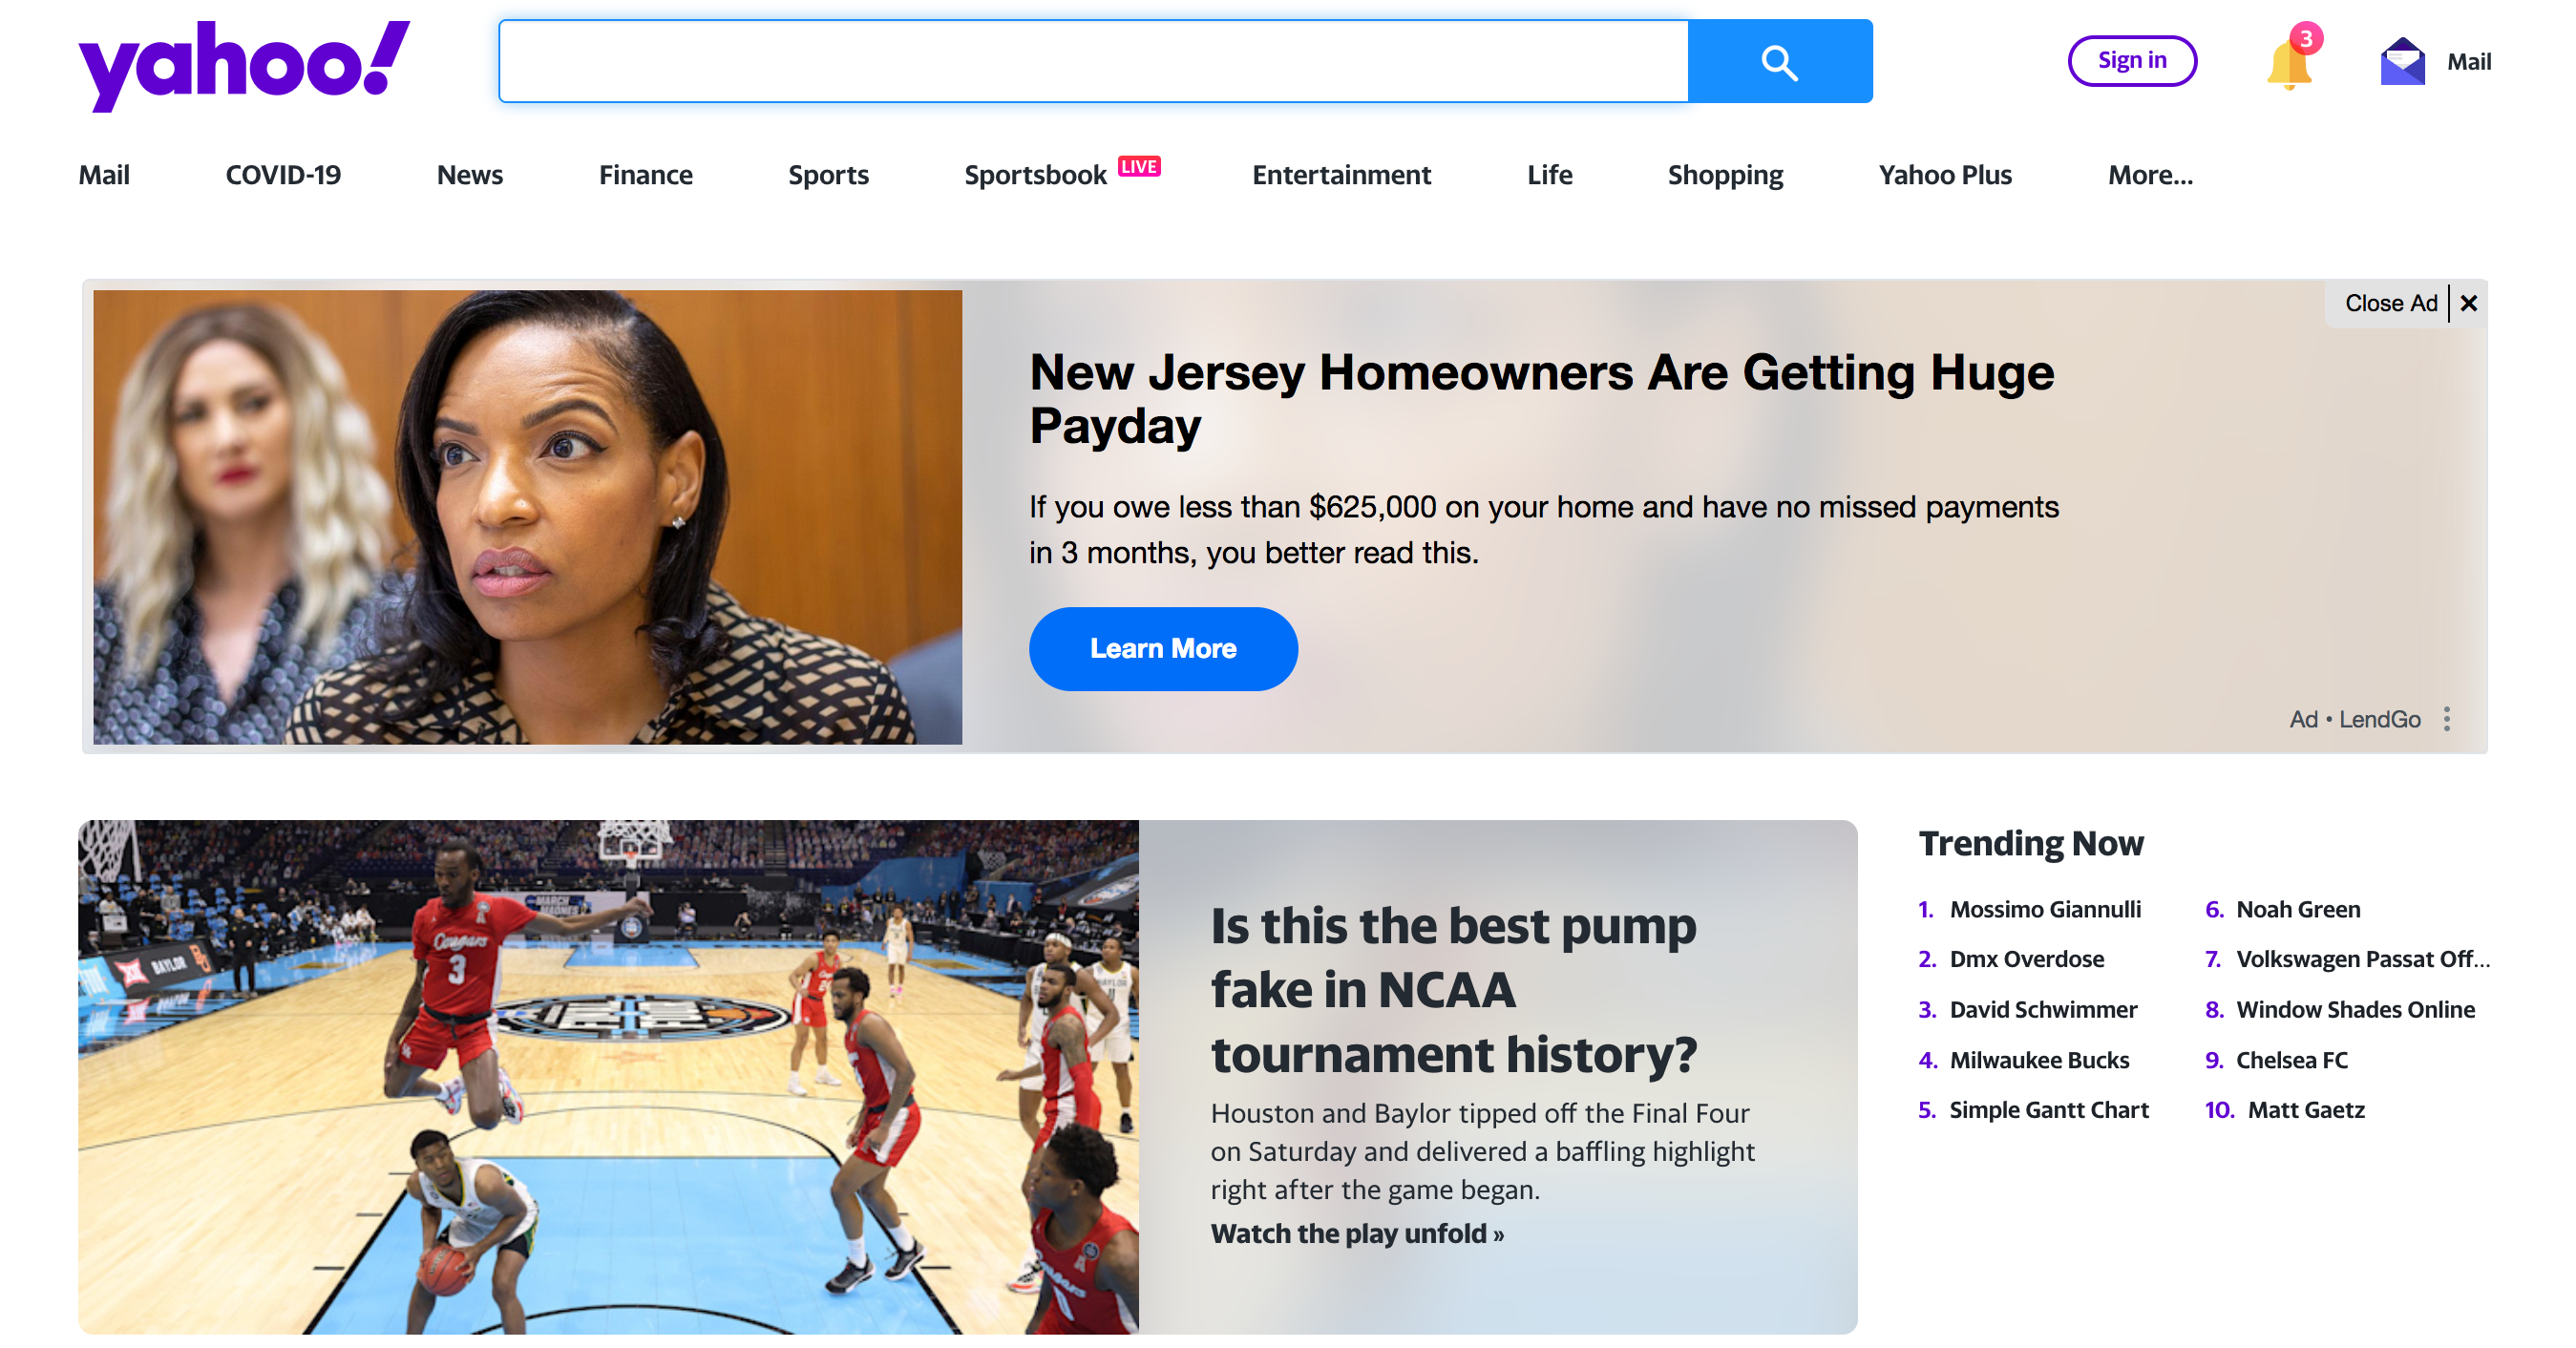 yahoo!
Sign in
3
Mail
Mail COVID-19 News Finance Sports Sportsbook LIVE Entertainment Life Shopping Yahoo Plus More...
Close Ad ×
New Jersey Homeowners Are Getting Huge
Payday
If you owe less than $625,000 on your home and have no missed payments
in 3 months, you better read this.
Learn More
Ad • LendGo
Cougars
3
MARCH
MADNESS
BAYLOR
Is this the best pump
fake in NCAA
tournament history?
Houston and Baylor tipped off the Final Four
on Saturday and delivered a baffling highlight
right after the game began.
Watch the play unfold »
Trending Now
1. Mossimo Giannulli
2. Dmx Overdose
3. David Schwimmer
4. Milwaukee Bucks
5. Simple Gantt Chart
6. Noah Green
7. Volkswagen Passat Off...
8. Window Shades Online
9. Chelsea FC
10. Matt Gaetz